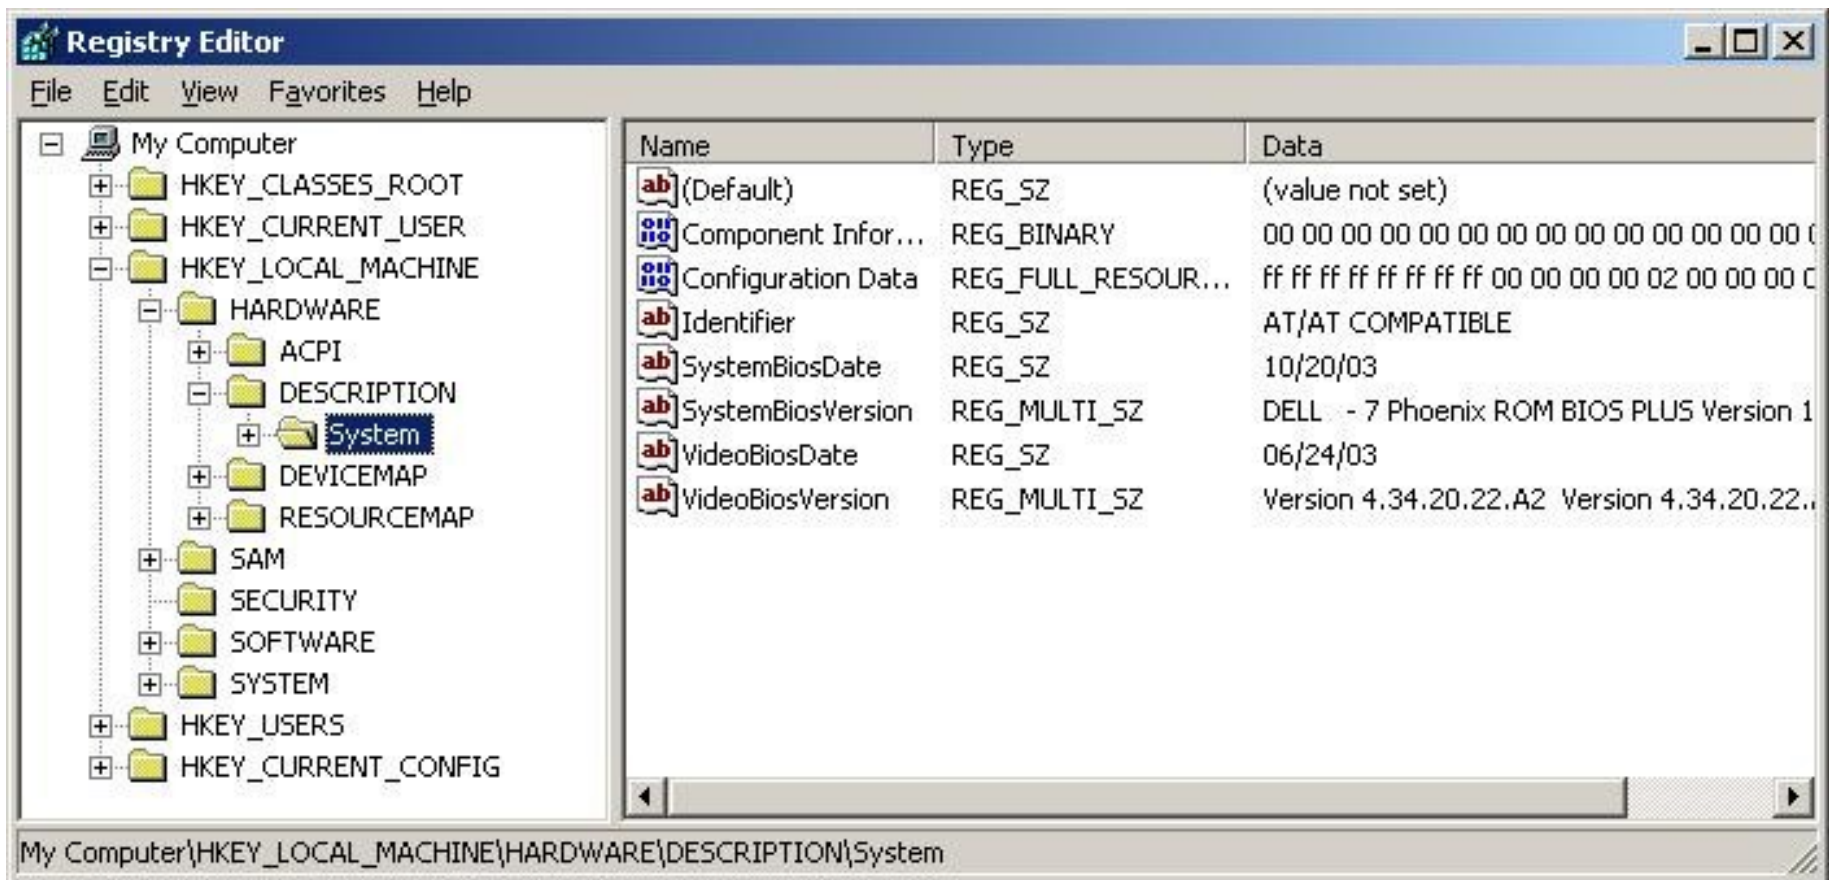 Registry Editor
File Edit View Favorites Help
My Computer
HKEY_CLASSES_ROOT
HKEY_CURRENT_USER
HKEY_LOCAL_MACHINE
HARDWARE
ACPI
DESCRIPTION
System
DEVICEMAP
RESOURCEMAP
SAM
SECURITY
SOFTWARE
SYSTEM
HKEY_USERS
HKEY_CURRENT_CONFIG
Name Type Data
(Default) REG_SZ (value not set)
Component Infor... REG_BINARY 00 00 00 00 00 00 00 00 00 00 00 00 00 00
Configuration Data REG_FULL_RESOUR... ff ff ff ff ff ff ff ff 00 00 00 00 02 00 00 00
Identifier REG_SZ AT/AT COMPATIBLE
SystemBiosDate REG_SZ 10/20/03
SystemBiosVersion REG_MULTI_SZ DELL - 7 Phoenix ROM BIOS PLUS Version 1
VideoBiosDate REG_SZ 06/24/03
VideoBiosVersion REG_MULTI_SZ Version 4.34.20.22.A2 Version 4.34.20.22.
My Computer\HKEY_LOCAL_MACHINE\HARDWARE\DESCRIPTION\System